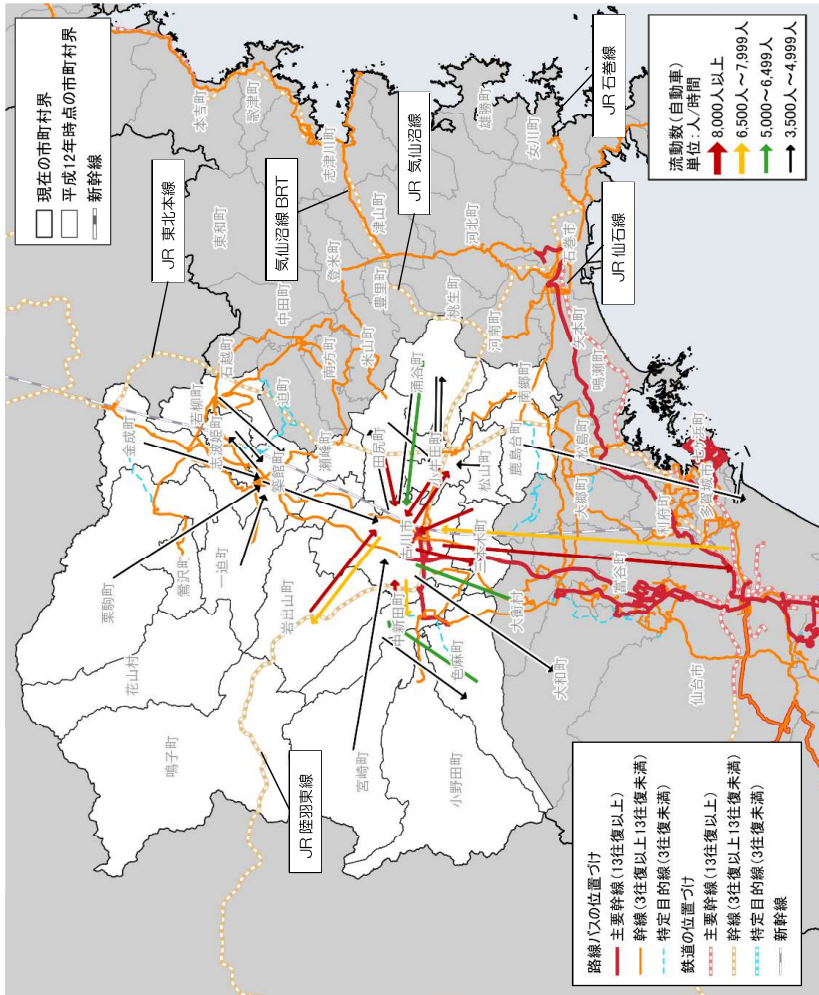 現在の市町村界
平成12年時点の市町村界
新幹線
流動数(自動車)
単位:人/時間
8,000人以上
6,500人~7,999人
5,000~6,499人
3,500人~4,999人
路線バスの位置づけ
主要幹線(13往復以上)
幹線(3往復以上13往復未満)
特定目的線(3往復未満)
鉄道の位置づけ
主要幹線(13往復以上)
幹線(3往復以上13往復未満)
特定目的線(3往復未満)
新幹線
JR 東北本線
気仙沼線 BRT
JR 気仙沼線
JR 石巻線
JR 仙石線
JR 陸羽東線
本吉町
歌津町
志津川町
雄勝町
女川町
東和町
登米町
津山町
河北町
石巻市
中田町
豊里町
桃生町
河南町
矢本町
鳴瀬町
石越町
迫町
南方町
米山町
涌谷町
南郷町
金成町
若柳町
志波姫町
築館町
瀬峰町
田尻町
小牛田町
松山町
鹿島台町
松島町
七ヶ浜町
栗駒町
鶯沢町
一迫町
岩出山町
古川市
三本木町
大郷町
利府町
多賀城市
花山村
中新田町
大衡村
富谷町
鳴子町
宮崎町
色麻町
小野田町
大和町
仙台市